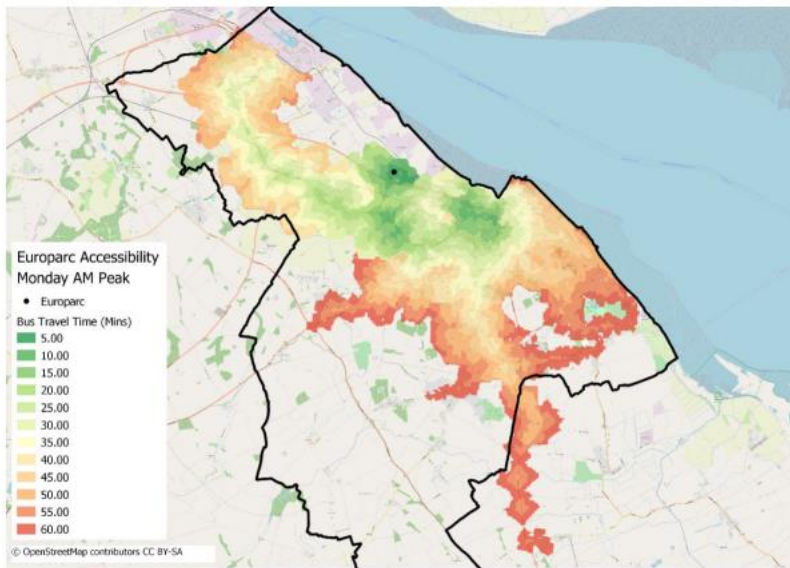 Europarc Accessibility
Monday AM Peak
Europarc
Bus Travel Time (Mins)
5.00
10.00
15.00
20.00
25.00
30.00
35.00
40.00
45.00
50.00
55.00
60.00
© OpenStreetMap contributors CC BY-SA